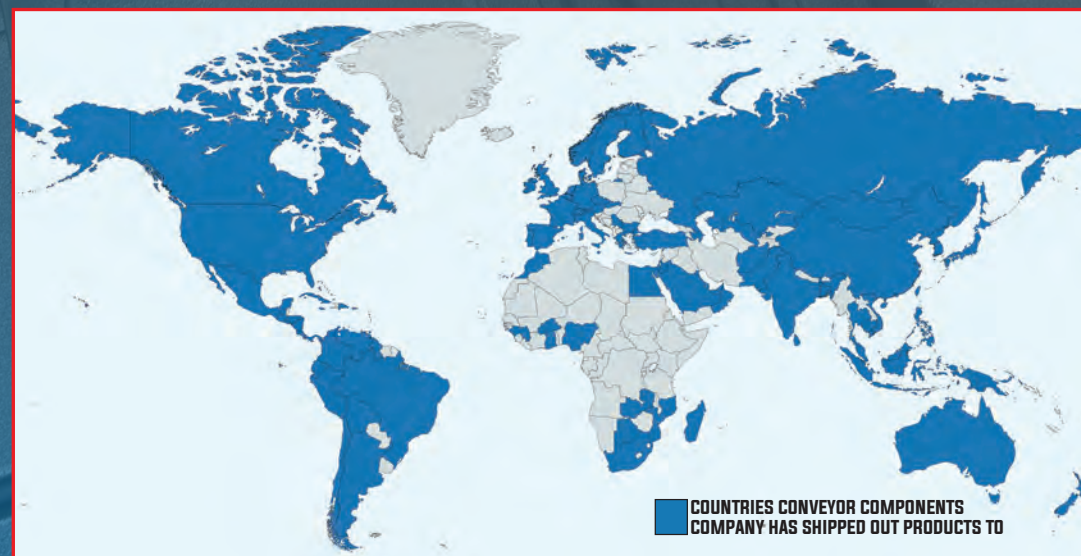 COUNTRIES CONVEYOR COMPONENTS
COMPANY HAS SHIPPED OUT PRODUCTS TO